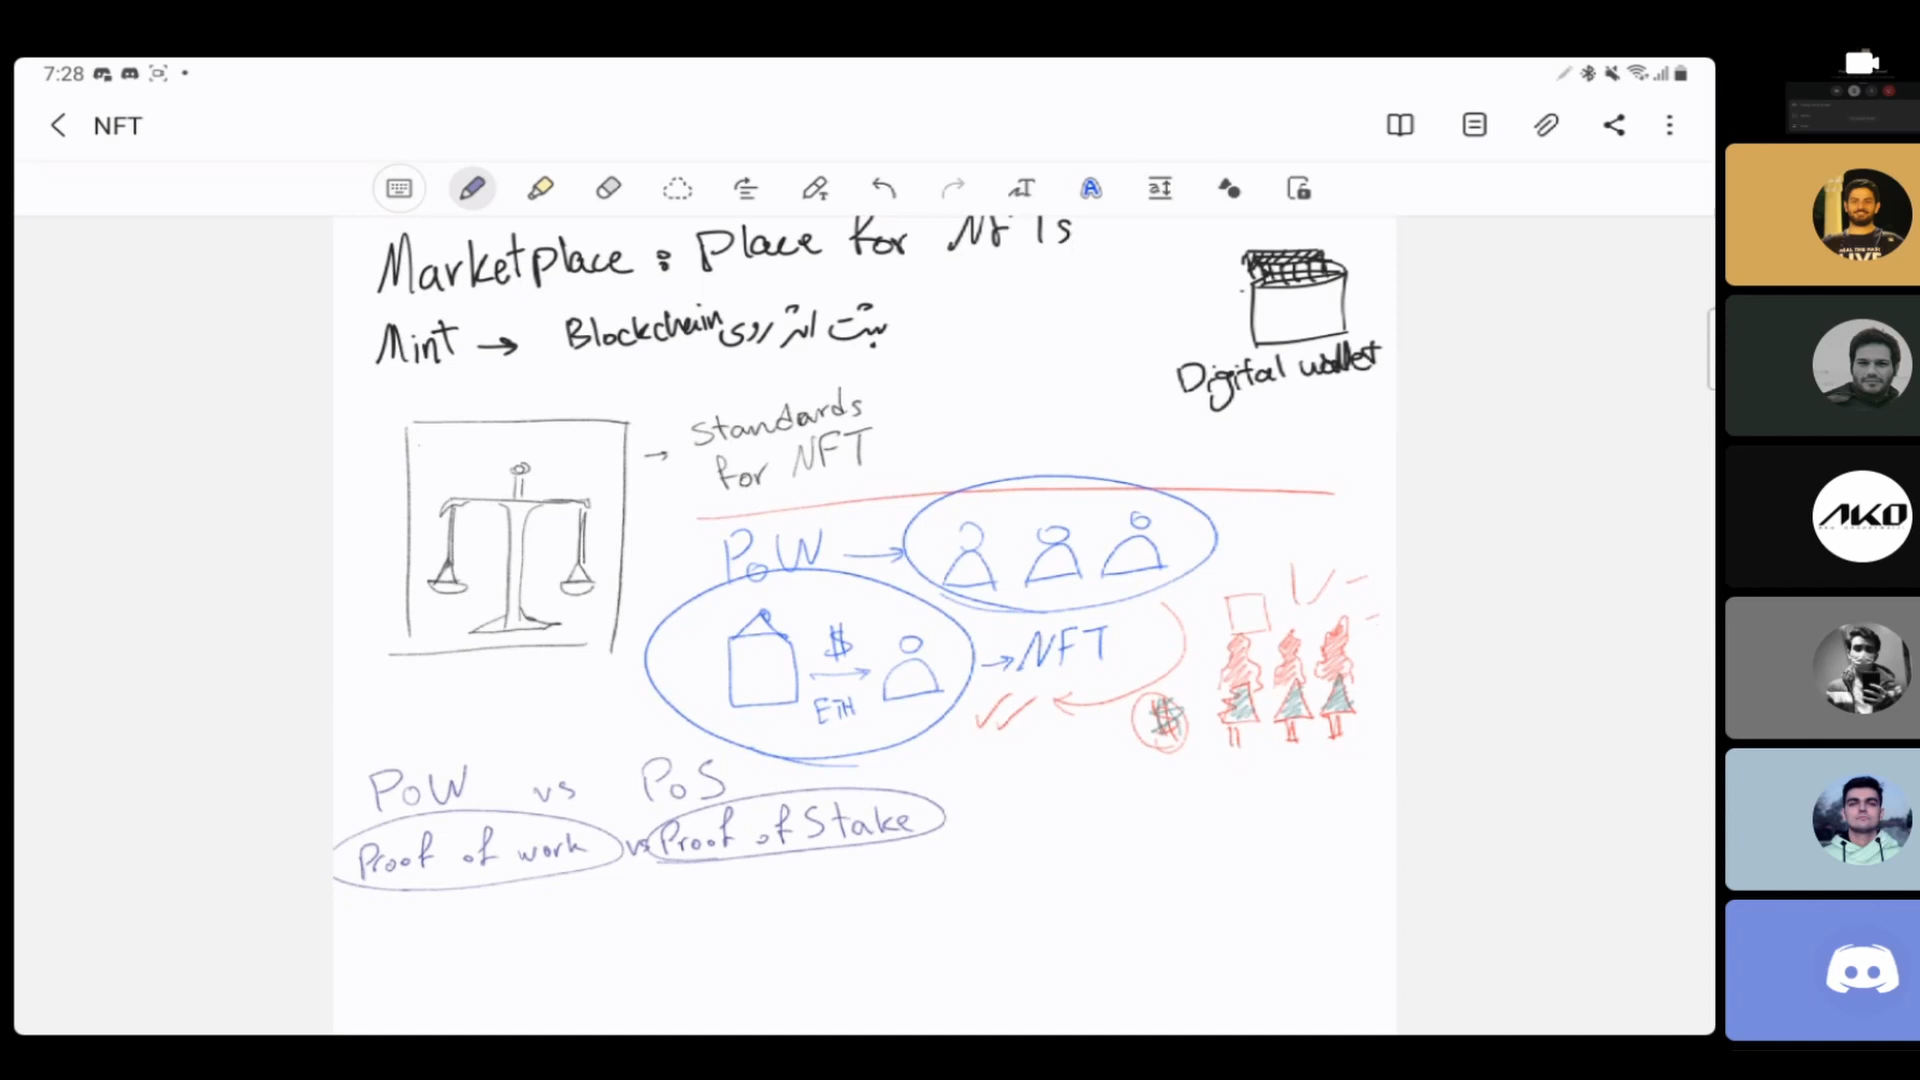 7:28
NFT
Marketplace : Place for NFTs
Mint → Blockchain ثبت اثر روی
Digital wallet
→ Standards
for NFT
PoW →
$
ETH
→ NFT
$
PoW vs PoS
Proof of work vs Proof of Stake
AKO